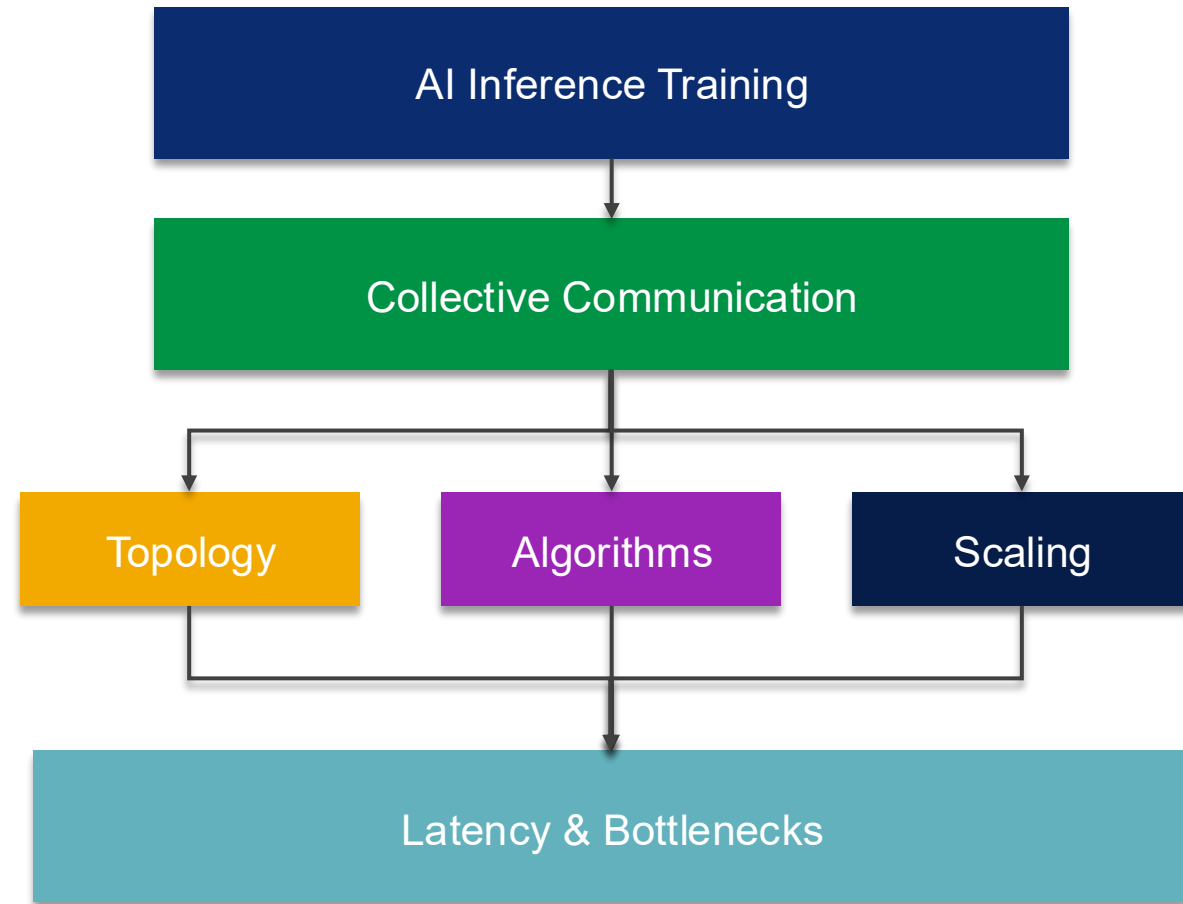 AI Inference Training
Collective Communication
Topology
Algorithms
Scaling
Latency & Bottlenecks